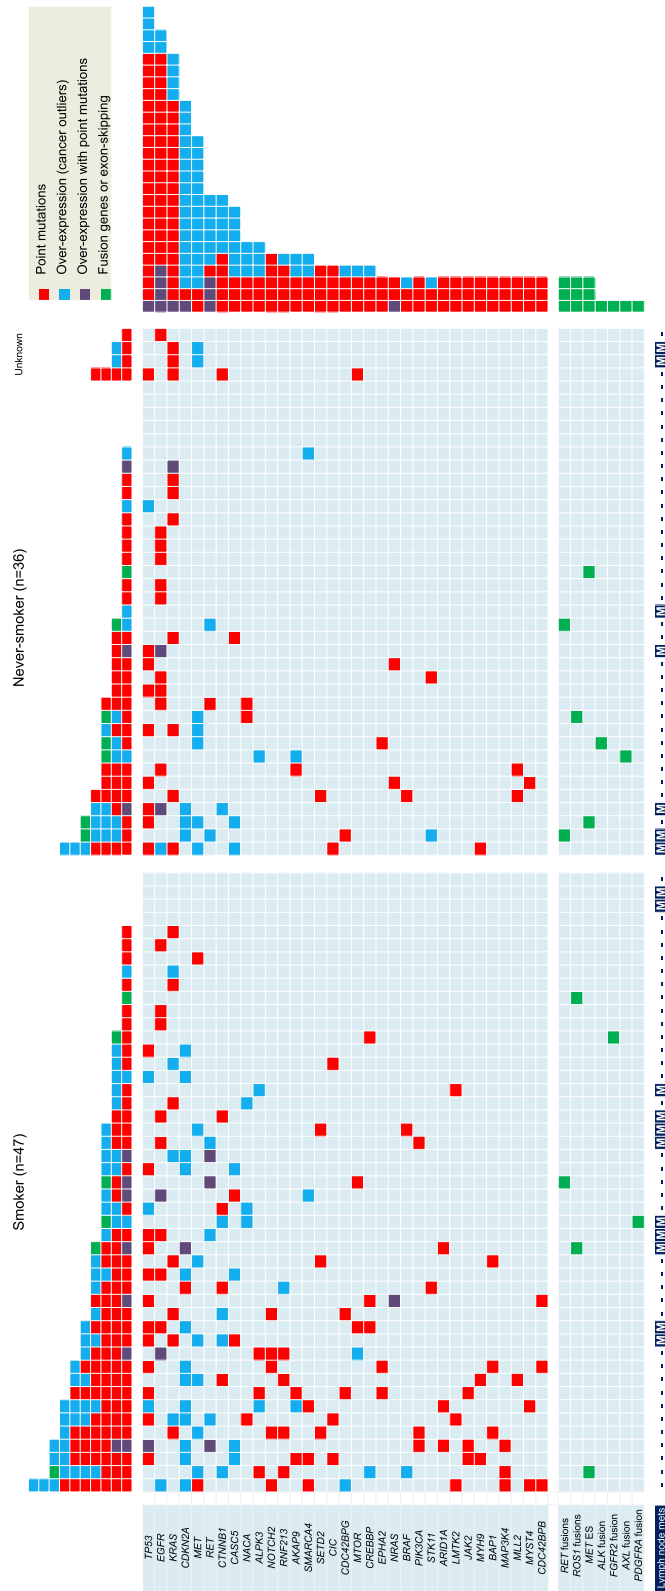 Point mutations
Over-expression (cancer outliers)
Over-expression with point mutations
Fusion genes or exon-skipping
Smoker (n=47)
Never-smoker (n=36)
Unknown
TP53
EGFR
KRAS
CDKN2A
MET
RET
CTNNB1
CASC5
NACA
ALPK3
NOTCH2
RNF213
AKAP9
SMARCA4
SETD2
CIC
CDC42BPG
MTOR
CREBBP
EPHA2
NRAS
BRAF
PIK3CA
STK11
ARID1A
LMTK2
JAK2
MYH9
BAP1
MAP3K4
MLL2
MYST4
CDC42BPB
RET fusions
ROS1 fusions
MET ES
ALK fusion
FGFR2 fusion
AXL fusion
PDGFRA fusion
Lymph node mets - - - - - - - - - - - M M - - - - - M M M - - - - - M M M - M - - - - - - - - - - - - - M M -
M M - M - - - - - - - - - - - M - - M - - - - - - - - - - - - - - - - - - - M M -